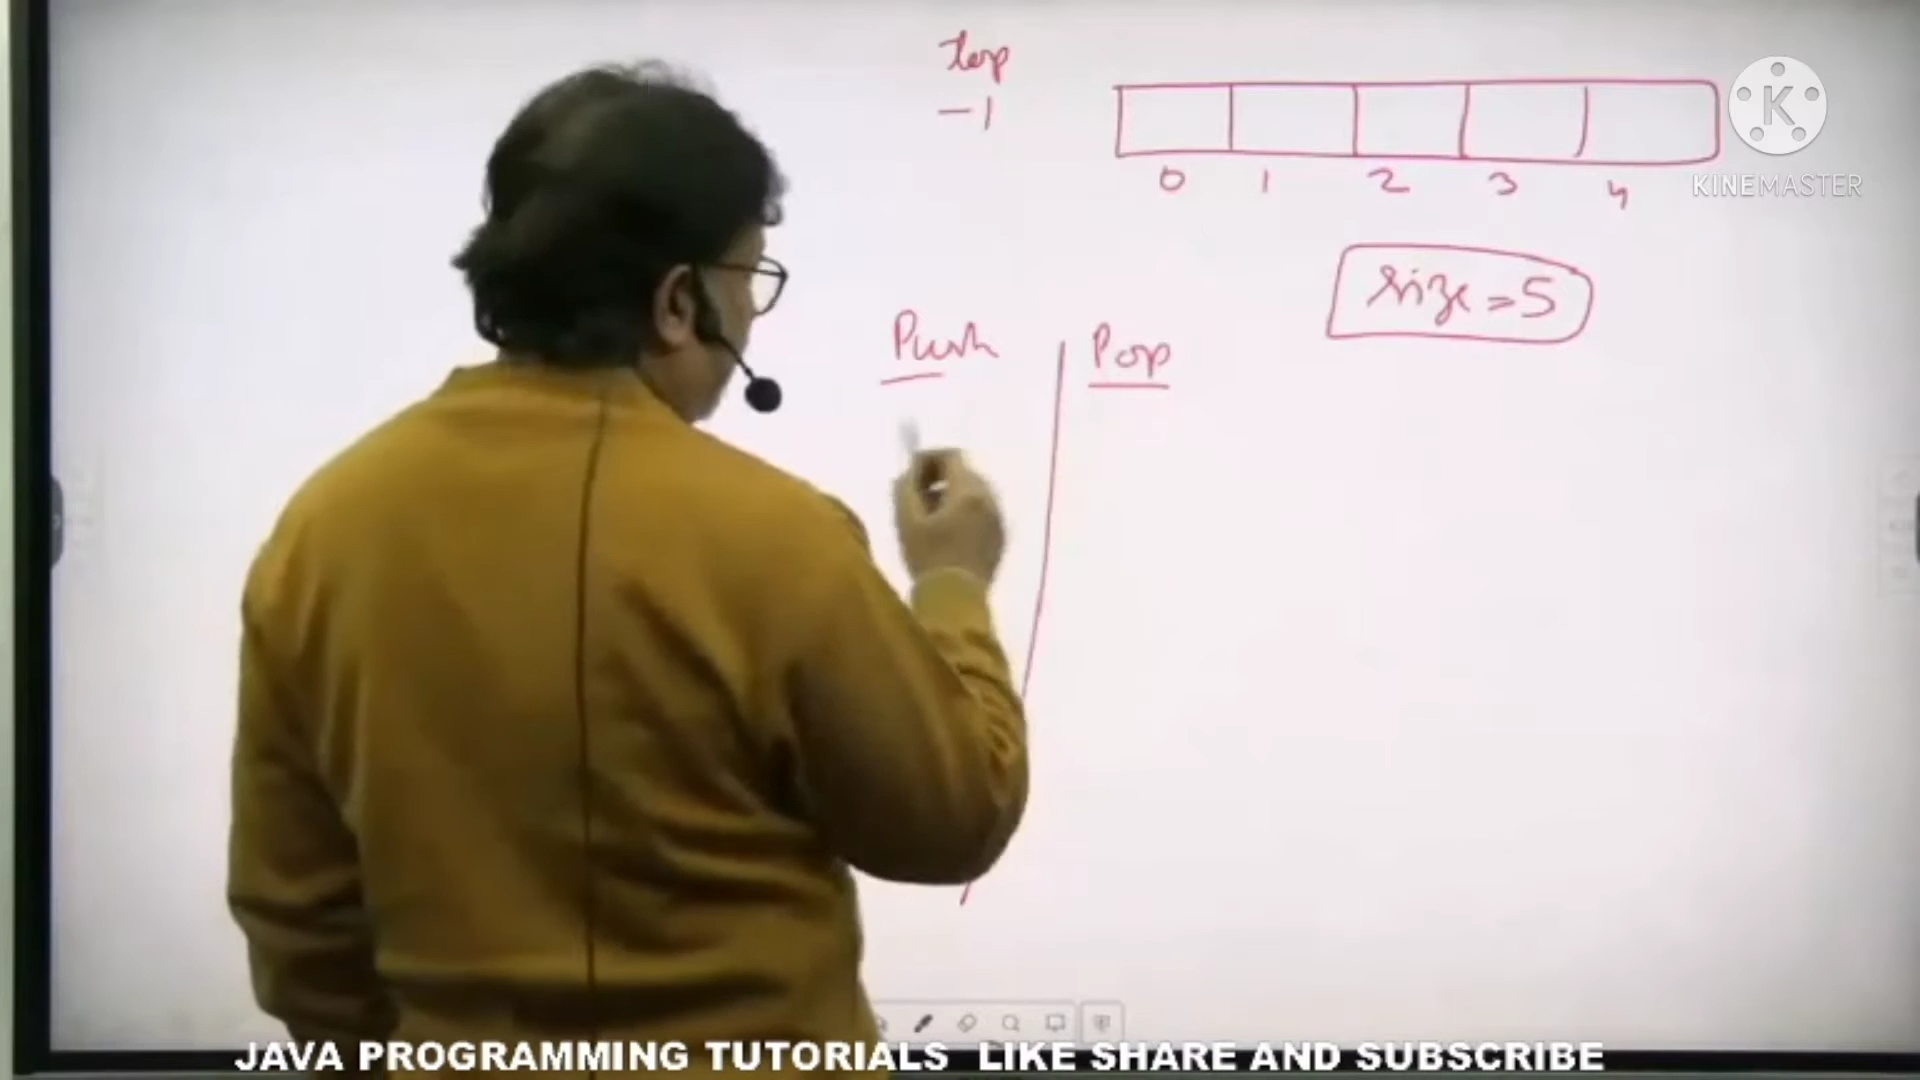 top
-1
0 1 2 3 4
size = 5
Push Pop
KINEMASTER
JAVA PROGRAMMING TUTORIALS LIKE SHARE AND SUBSCRIBE